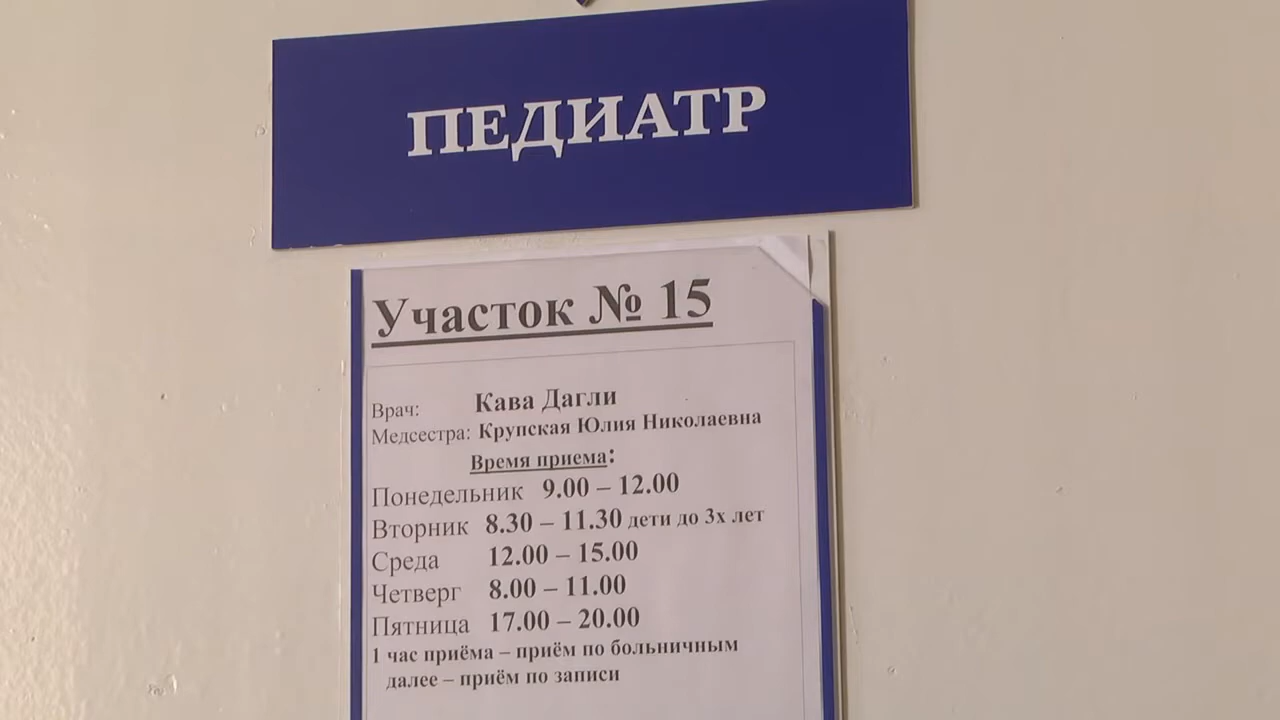 ПЕДИАТР
Участок № 15
Врач: Кава Дагли
Медсестра: Крупская Юлия Николаевна
Время приема:
Понедельник 9.00 – 12.00
Вторник 8.30 – 11.30 дети до 3х лет
Среда 12.00 – 15.00
Четверг 8.00 – 11.00
Пятница 17.00 – 20.00
1 час приёма – приём по больничным
далее – приём по записи